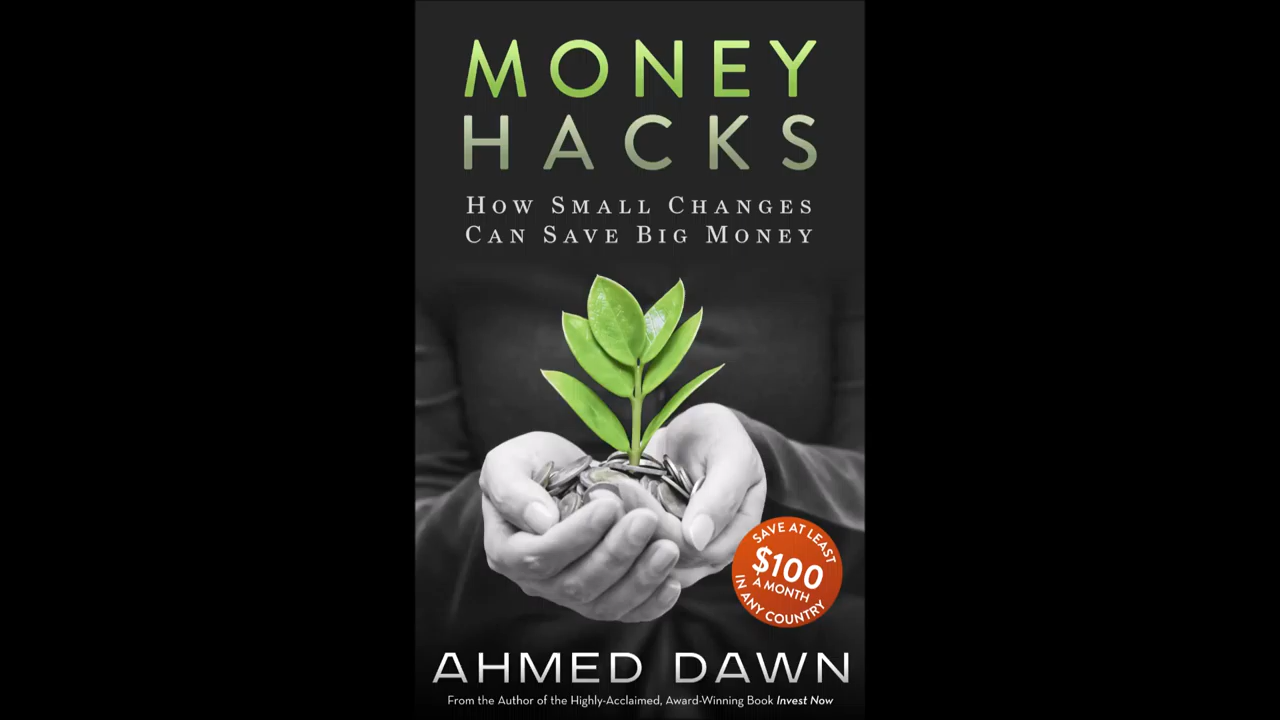 MONEY
HACKS
How Small Changes
Can Save Big Money
SAVE AT LEAST
$100
A MONTH
IN ANY COUNTRY
AHMED DAWN
From the Author of the Highly-Acclaimed, Award-Winning Book Invest Now